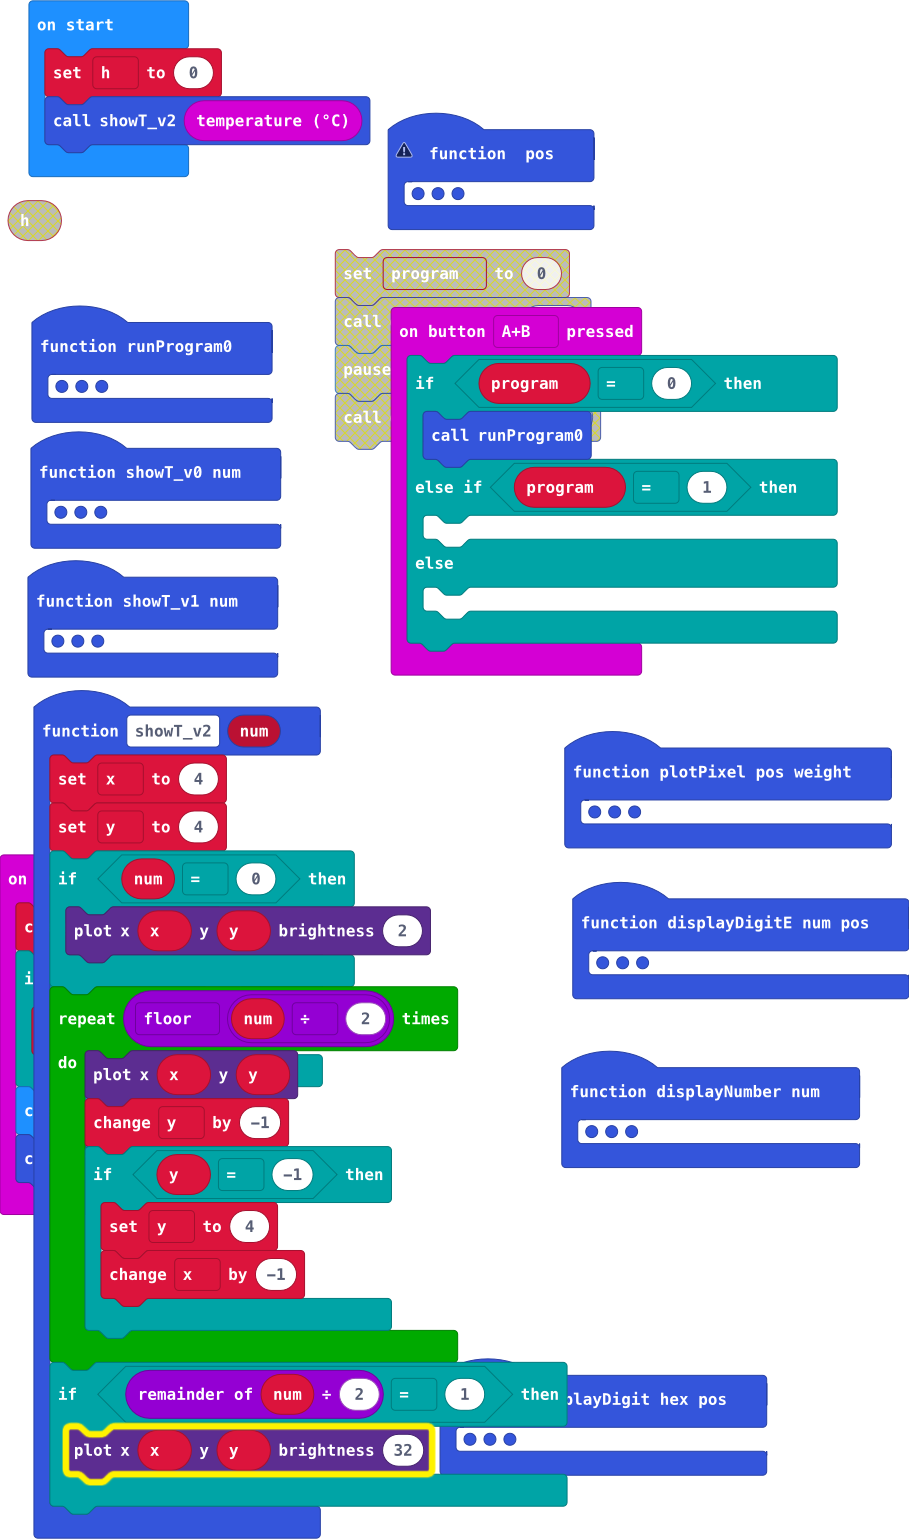 on start
set h to 0
call showT_v2 temperature (°C)
function pos
h
set program to 0
call
on button A+B pressed
function runProgram0
pause
if program = 0 then
call
call runProgram0
function showT_v0 num
else if program = 1 then
else
function showT_v1 num
function showT_v2 num
set x to 4
set y to 4
function plotPixel pos weight
on
if num = 0 then
plot x x y y brightness 2
function displayDigitE num pos
repeat floor num ÷ 2 times
do
plot x x y y
change y by -1
function displayNumber num
if y = -1 then
set y to 4
change x by -1
if remainder of num ÷ 2 = 1 then
playDigit hex pos
plot x x y y brightness 32